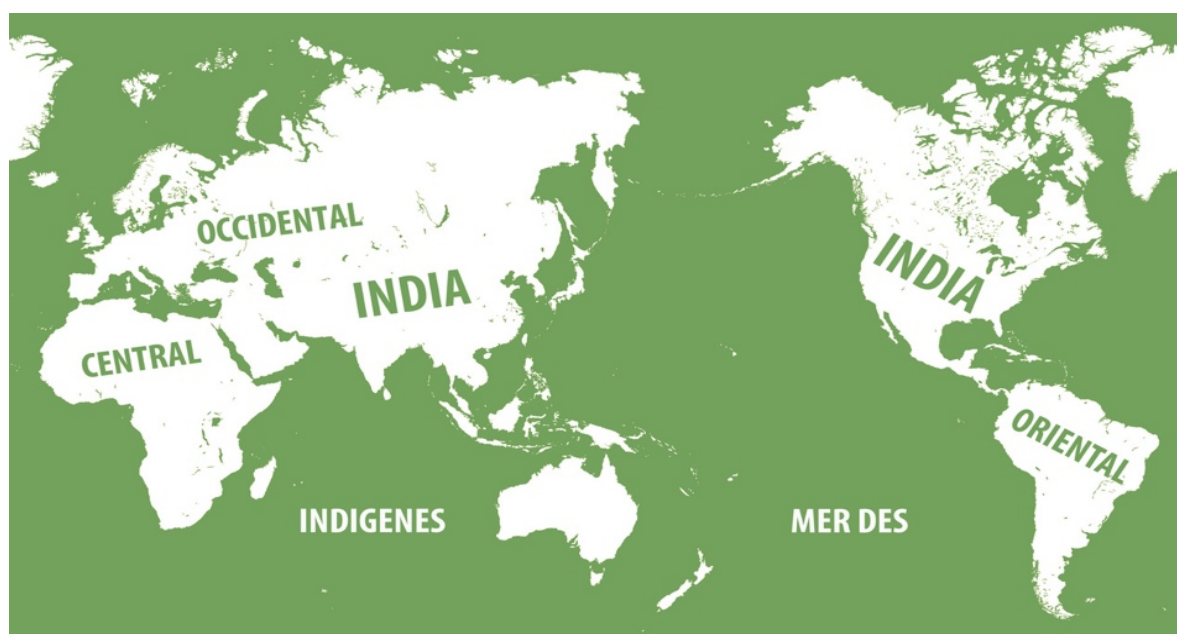 OCCIDENTAL
INDIA
INDIA
CENTRAL
ORIENTAL
INDIGENES
MER DES